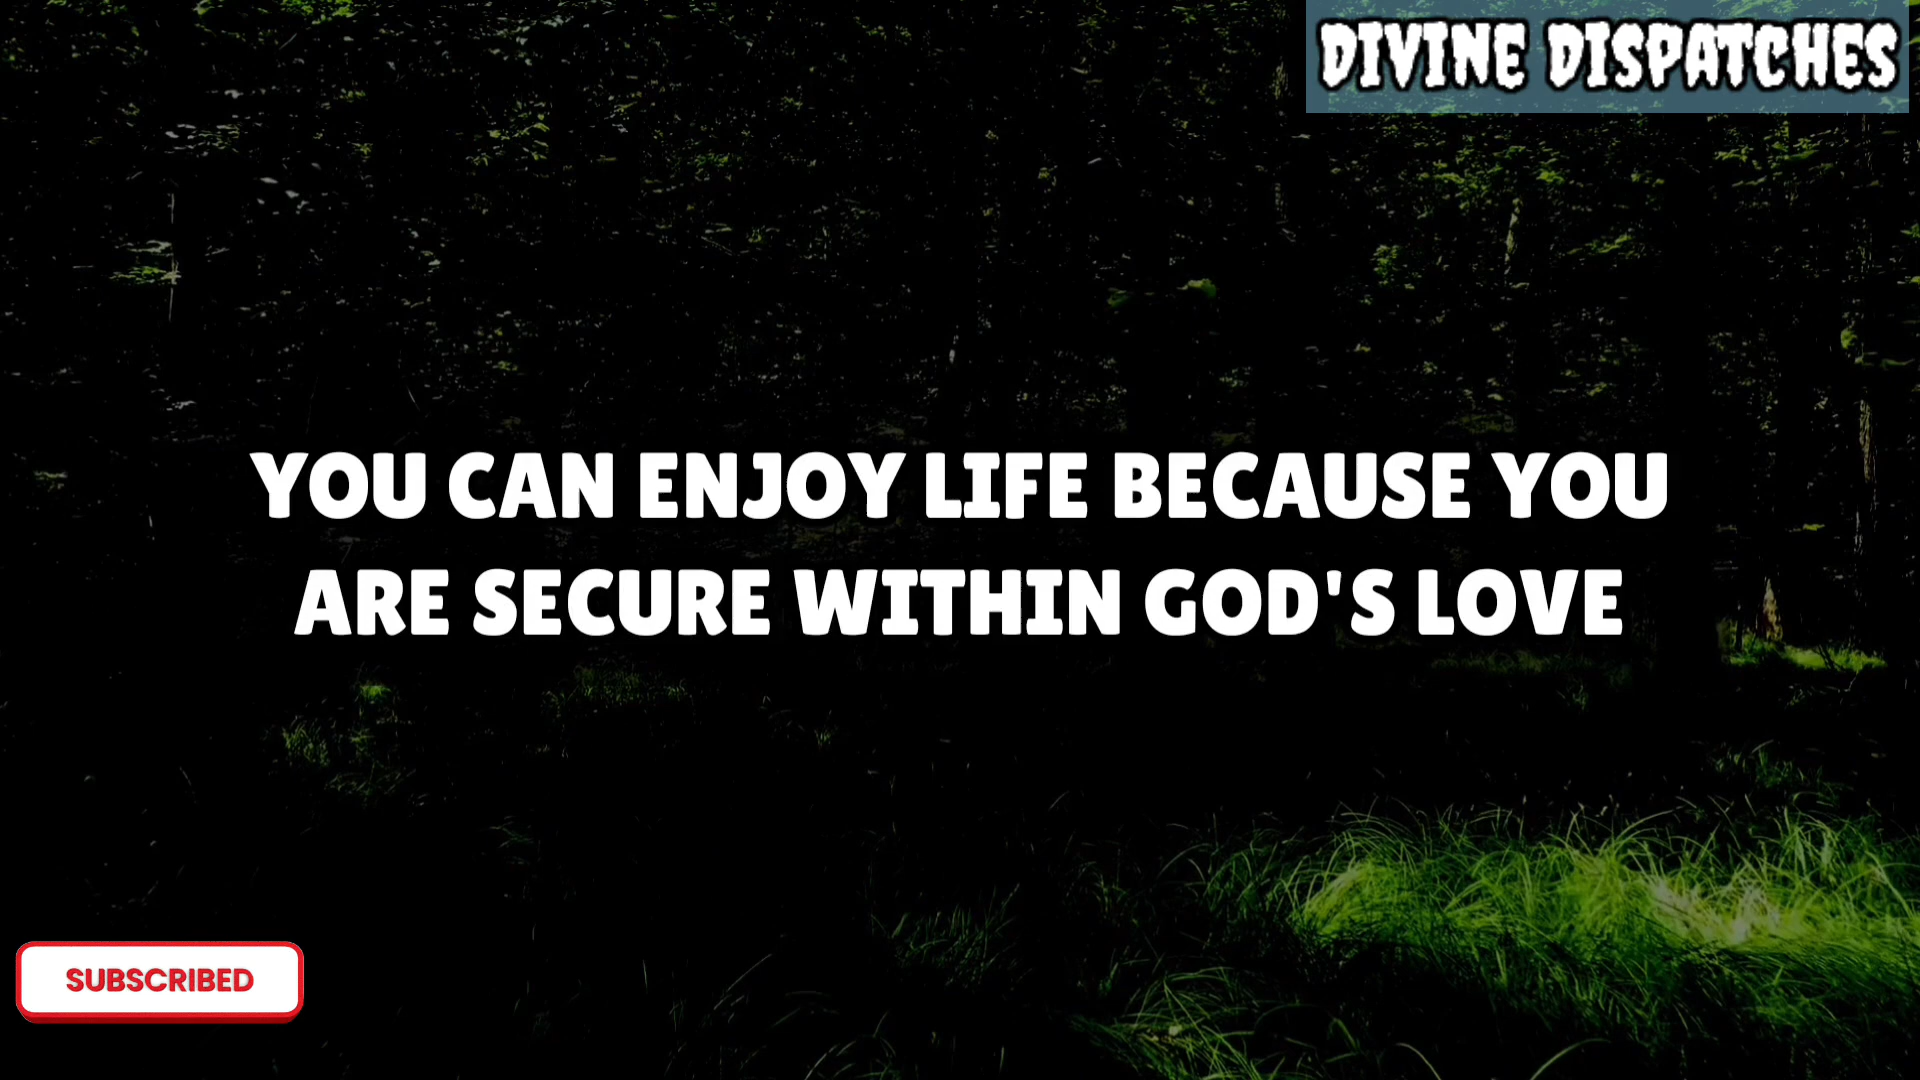 DIVINE DISPATCHES
YOU CAN ENJOY LIFE BECAUSE YOU
ARE SECURE WITHIN GOD'S LOVE
SUBSCRIBED